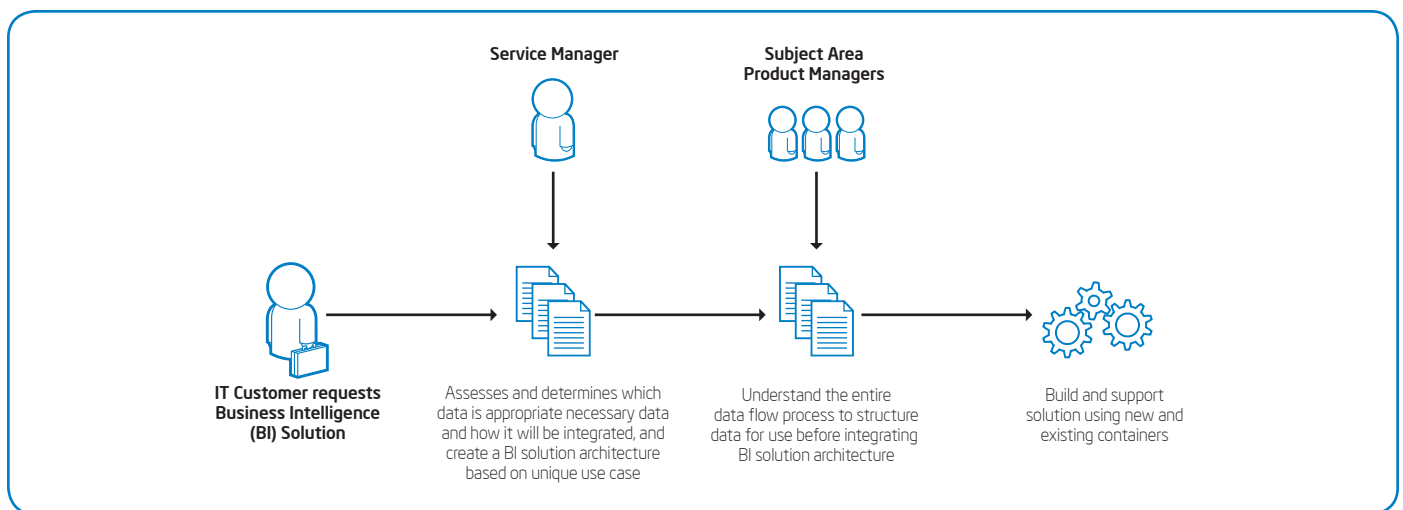 Service Manager
Subject Area
Product Managers
IT Customer requests
Business Intelligence
(BI) Solution
Assesses and determines which
data is appropriate necessary data
and how it will be integrated, and
create a BI solution architecture
based on unique use case
Understand the entire
data flow process to structure
data for use before integrating
BI solution architecture
Build and support
solution using new and
existing containers